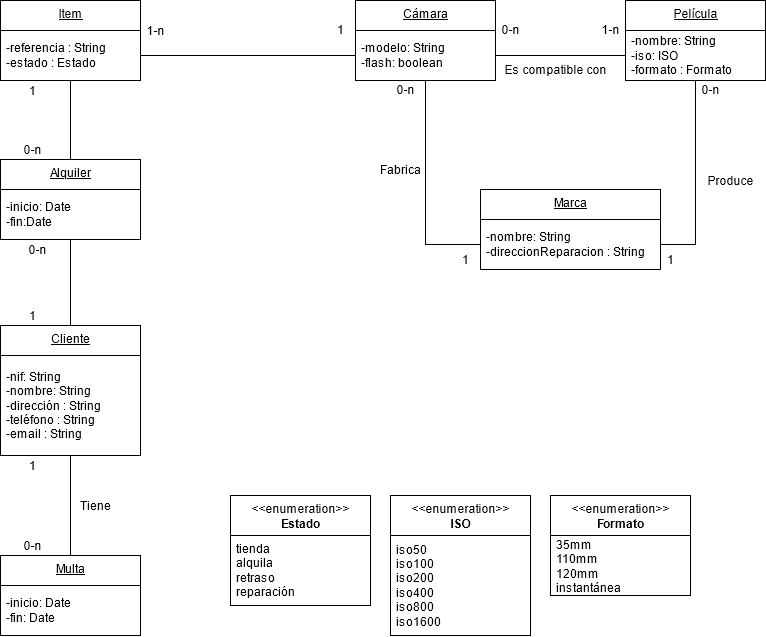 Item
-referencia : String
-estado : Estado
1-n
1
Cámara
-modelo: String
-flash: boolean
0-n
1-n
Es compatible con
Película
-nombre: String
-iso: ISO
-formato : Formato
1
0-n
0-n
0-n
Fabrica
Produce
Alquiler
-inicio: Date
-fin:Date
Marca
-nombre: String
-direccionReparacion : String
1
1
0-n
1
Cliente
-nif: String
-nombre: String
-dirección : String
-teléfono : String
-email : String
1
Tiene
0-n
Multa
-inicio: Date
-fin: Date
<<enumeration>>
Estado
tienda
alquila
retraso
reparación
<<enumeration>>
ISO
iso50
iso100
iso200
iso400
iso800
iso1600
<<enumeration>>
Formato
35mm
110mm
120mm
instantánea